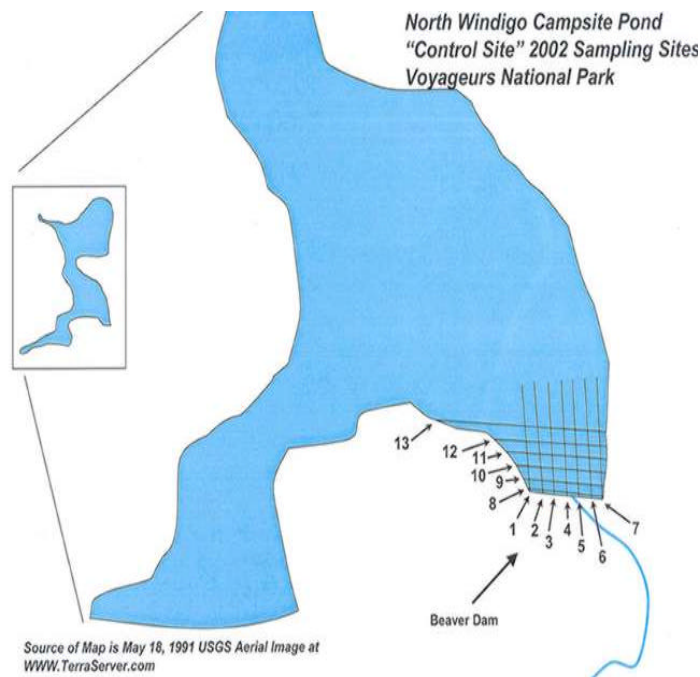 North Windigo Campsite Pond
"Control Site" 2002 Sampling Sites
Voyageurs National Park
13
12
11
10
9
8
1
2
3
4
5
6
7
Beaver Dam
Source of Map is May 18, 1991 USGS Aerial Image at
WWW.TerraServer.com